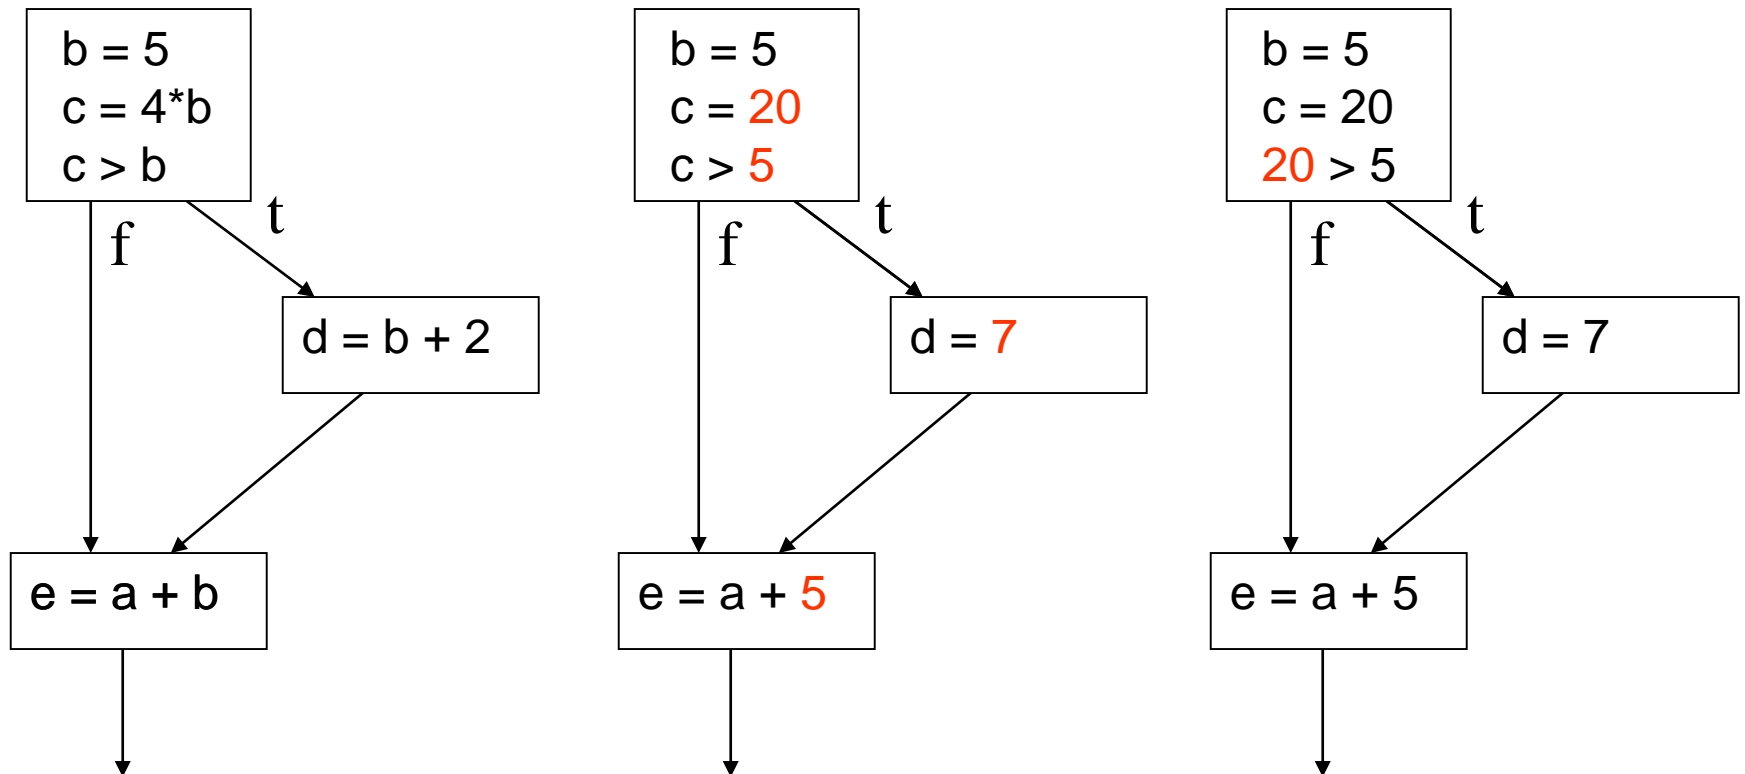 b = 5
c = 4*b
c > b
f
t
d = b + 2
e = a + b
b = 5
c = 20
c > 5
f
t
d = 7
e = a + 5
b = 5
c = 20
20 > 5
f
t
d = 7
e = a + 5